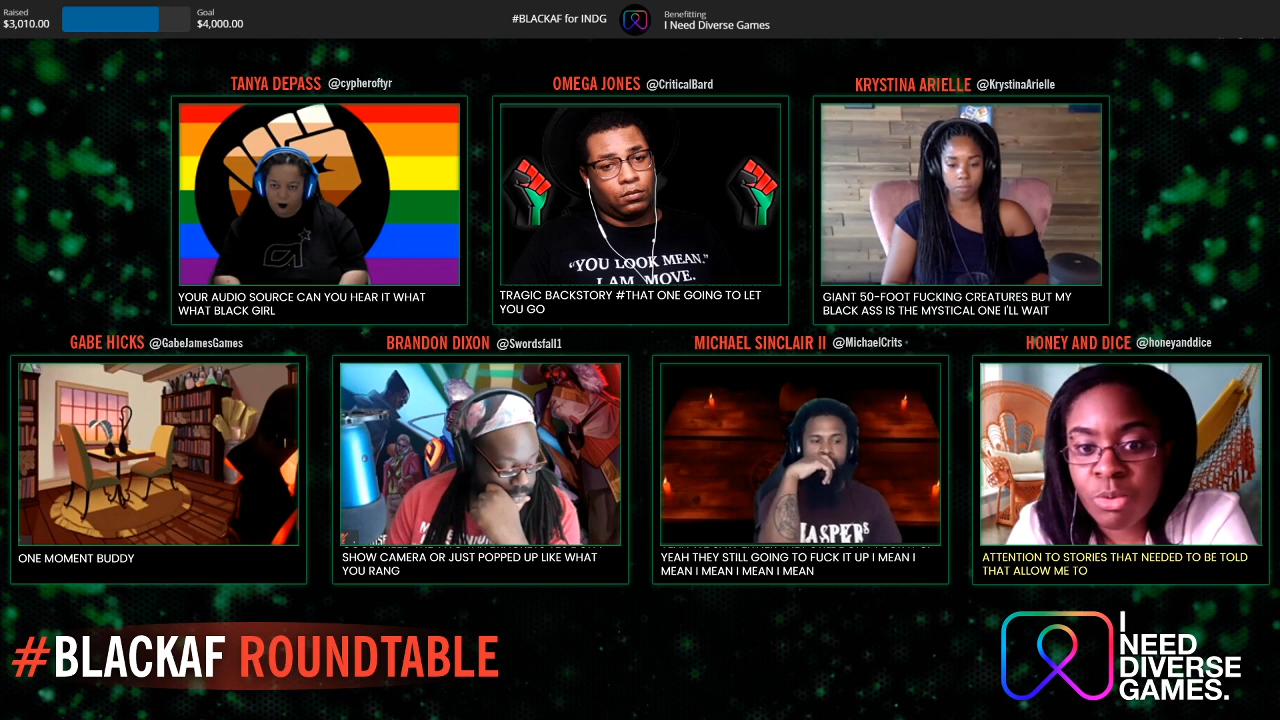 Raised
$3,010.00
Goal
$4,000.00
#BLACKAF for INDG
Benefitting
I Need Diverse Games
TANYA DEPASS @cypheroftyr
OMEGA JONES @CriticalBard
KRYSTINA ARIELLE @KrystinaArielle
"YOU LOOK MEAN."
I AM. MOVE.
YOUR AUDIO SOURCE CAN YOU HEAR IT WHAT
WHAT BLACK GIRL
TRAGIC BACKSTORY #THAT ONE GOING TO LET
YOU GO
GIANT 50-FOOT FUCKING CREATURES BUT MY
BLACK ASS IS THE MYTICAL ONE I'LL WAIT
GABE HICKS @GabeJamesGames
BRANDON DIXON @Swordsfall1
MICHAEL SINCLAIR II @MichaelCrits
HONEY AND DICE @honeyanddice
ONE MOMENT BUDDY
SHOW CAMERA OR JUST POPPED UP LIKE WHAT
YOU RANG
YEAH THEY STILL GOING TO FUCK IT UP I MEAN I
MEAN I MEAN I MEAN I MEAN
ATTENTION TO STORIES THAT NEEDED TO BE TOLD
THAT ALLOW ME TO
#BLACKAF ROUNDTABLE
I
NEED
DIVERSE
GAMES.